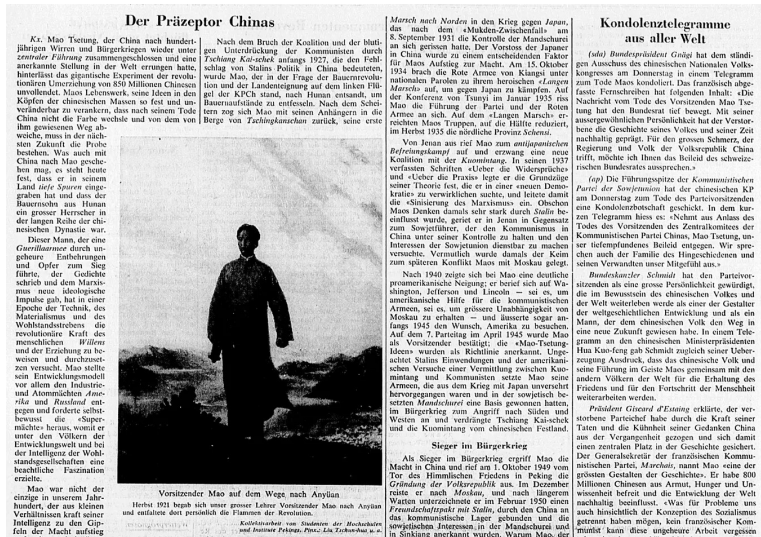 Der Präzeptor Chinas
Kx. Mao Tsetung, der China nach hundert-
jährigen Wirren und Bürgerkriegen wieder unter
zentraler Führung zusammengeschlossen und eine
anerkannte Stellung in der Welt errungen hatte,
hinterlässt das gigantische Experiment der revolutio-
nären Umerziehung von 850 Millionen Chinesen
unvollendet. Maos Lebenswerk, seine Ideen in den
Köpfen der chinesischen Massen so fest und un-
veränderbar zu verankern, dass nach seinem Tode
China nicht die Farbe wechsle und von dem von
ihm gewiesenen Weg ab-
weiche, muss in der näch-
sten Zukunft die Probe
bestehen. Was auch mit
China nach Mao gesche-
hen mag, es steht heute
fest, dass er in seinem
Land tiefe Spuren einge-
graben hat und dass der
Bauernsohn aus Hunan
ein grosser Herrscher in
der langen Reihe der chi-
nesischen Dynastie war.
Dieser Mann, der eine
Guerillaarmee durch un-
geheure Entbehrungen
und Opfer zum Sieg
führte, der Gedichte
schrieb und dem Marxis-
mus neue ideologische
Impulse gab, hat in einer
Epoche der Technik, des
Materialismus und des
Wohlstandsstrebens die
revolutionäre Kraft des
menschlichen Willens
und der Erziehung zu be-
weisen und durchzuset-
zen versucht. Mao stellte
sein Entwicklungsmodell
vor allem den Industrie-
und Atommächten Ame-
rika und Russland ent-
gegen und forderte selbst-
bewusst die «Super-
mächte» heraus, womit er
unter den Völkern der
Entwicklungswelt und bei
der Intelligenz der Wohl-
standsgesellschaften eine
beachtliche Faszination
erzielte.
Mao war nicht der
einzige in unserem Jahr-
hundert, der aus kleinen
Verhältnissen kraft seiner
Intelligenz zu den Gip-
feln der Macht aufstieg
Nach dem Bruch der Koalition und der bluti-
gen Unterdrückung der Kommunisten durch
Tschiang Kai-schek anfangs 1927, die den Fehl-
schlag von Stalins Politik in China bedeuteten,
wurde Mao, der in der Frage der Bauernrevolu-
tion und der Landenteignung auf dem linken Flü-
gel der KPCh stand, nach Hunan entsandt, um
Bauernaufstände zu entfesseln. Nach dem Schei-
tern zog sich Mao mit seinen Anhängern in die
Berge von Tschingkanschan zurück, seine erste
Vorsitzender Mao auf dem Wege nach Anyüan
Herbst 1921 begab sich unser grosser Lehrer Vorsitzender Mao nach Anyüan
und entfaltete dort persönlich die Flammen der Revolution.
Kollektivarbeit von Studenten der Hochschulen
und Institute Pekings. Pinx.: Liu Tschun-hua u. a.
Marsch nach Norden in den Krieg gegen Japan,
das nach dem «Mukden-Zwischenfall» am
8. September 1931 die Kontrolle der Mandschurei
an sich gerissen hatte. Der Vorstoss der Japaner
in China wurde zu einem entscheidenden Faktor
für Maos Aufstieg zur Macht. Am 15. Oktober
1934 brach die Rote Armee von Kiangsi unter
nationalen Parolen zu ihrem heroischen «Langen
Marsch» auf, um gegen Japan zu kämpfen. Auf
der Konferenz von Tsunyi im Januar 1935 riss
Mao die Führung der Partei und der Roten
Armee an sich. Auf dem «Langen Marsch» er-
reichten Maos Truppen, auf die Hälfte reduziert,
im Herbst 1935 die nördliche Provinz Schensi.
Von Jenan aus rief Mao zum antijapanischen
Befreiungskampf auf und erzwang eine neue
Koalition mit der Kuomintang. In seinen 1937
verfassten Schriften «Ueber die Widersprüche»
und «Ueber die Praxis» legte er die Grundzüge
seiner Theorie fest, die er in einer «neuen Demo-
kratie» zu verwirklichen suchte, und leitete damit
die «Sinisierung des Marxismus» ein. Obschon
Maos Denken damals sehr stark durch Stalin be-
einflusst wurde, geriet er in Jenan in Gegensatz
zum Sowjetführer, der den Kommunismus in
China unter seiner Kontrolle zu halten und den
Interessen der Sowjetunion dienstbar zu machen
versuchte. Vermutlich wurde damals der Keim
zum späteren Konflikt Maos mit Moskau gelegt.
Nach 1940 zeigte sich bei Mao eine deutliche
proamerikanische Neigung; er berief sich auf Wa-
shington, Jefferson und Lincoln — sei es, um
amerikanische Hilfe für die kommunistischen
Armeen, sei es, um grössere Unabhängigkeit von
Moskau zu erhalten — und äusserte sogar an-
fangs 1945 den Wunsch, Amerika zu besuchen.
Auf dem 7. Parteitag im April 1945 wurde Mao
als Vorsitzender bestätigt; die «Mao-Tsetung-
Ideen» wurden als Richtlinie anerkannt. Ungeach-
tet Stalins Einwendungen und der amerikani-
schen Versuche einer Vermittlung zwischen Kuo-
mintang und Kommunisten setzte Mao seine
Armeen, die aus dem Krieg mit Japan unversehrt
hervorgegangen waren und in der sowjetisch be-
setzten Mandschurei eine Basis gewonnen hatten,
im Bürgerkrieg zum Angriff nach Süden und
Westen an und verdrängte Tschiang Kai-schek
und die Kuomintang vom chinesischen Festland.
Sieger im Bürgerkrieg
Als Sieger im Bürgerkrieg ergriff Mao die
Macht in China und rief am 1. Oktober 1949 vom
Tor des Himmlischen Friedens in Peking die
Gründung der Volksrepublik aus. Im Dezember
reiste er nach Moskau, und nach längerem
Warten unterzeichnete er im Februar 1950 einen
Freundschaftspakt mit Stalin, durch den China an
das kommunistische Lager gebunden und die
sowjetischen Interessen in der Mandschurei und
in Sinkiang anerkannt wurden. Warum Mao, der
Kondolenztelegramme
aus aller Welt
(sda) Bundespräsident Gnägi hat dem ständi-
gen Ausschuss des chinesischen Nationalen Volks-
kongresses am Donnerstag in einem Telegramm
zum Tode Maos kondoliert. Das französisch abge-
fasste Fernschreiben hat folgenden Inhalt: «Die
Nachricht vom Tode des Vorsitzenden Mao Tse-
tung hat den Bundesrat tief bewegt. Mit seiner
aussergewöhnlichen Persönlichkeit hat der Verstor-
bene die Geschichte seines Volkes und seiner Zeit
nachhaltig geprägt. Für den grossen Schmerz, der
Regierung und Volk der Volksrepublik China
trifft, möchte ich Ihnen das Beileid des schweize-
rischen Bundesrates aussprechen.»
(ap) Die Führungsspitze der Kommunistischen
Partei der Sowjetunion hat der chinesischen KP
am Donnerstag zum Tode des Parteivorsitzenden
eine Kondolenzbotschaft geschickt. In dem kur-
zen Telegramm hiess es: «Nehmt aus Anlass des
Todes des Vorsitzenden des Zentralkomitees der
Kommunistischen Partei Chinas, Mao Tsetung, un-
ser tiefempfundenes Beileid entgegen. Wir spre-
chen auch der Familie des Hingeschiedenen und
seinen Verwandten unser Mitgefühl aus.»
Bundeskanzler Schmidt hat den Parteivor-
sitzenden als eine grosse Persönlichkeit gewürdigt,
die im Bewusstsein des chinesischen Volkes und
der Welt weiterleben werde als einer der Gestalter
der weltgeschichtlichen Entwicklung und als ein
Mann, der dem chinesischen Volk den Weg in
eine neue Zukunft gewiesen habe. In einem Tele-
gramm an den chinesischen Ministerpräsidenten
Hua Kuo-feng gab Schmidt zugleich seiner Ueber-
zeugung Ausdruck, dass das chinesische Volk und
seine Führung im Geiste Maos gemeinsam mit den
andern Völkern der Welt für die Erhaltung des
Friedens und für den Fortschritt der Menschheit
weiterarbeiten werden.
Präsident Giscard d'Estaing erklärte, der ver-
storbene Parteichef habe durch die Kraft seiner
Taten und die Kühnheit seiner Gedanken China
aus der Vergangenheit gezogen und sich damit
einen zentralen Platz in der Geschichte gesichert.
Der Generalsekretär der französischen Kommu-
nistischen Partei, Marchais, nannt Mao «eine der
grössten Gestalten der Geschichte». Er habe 800
Millionen Chinesen aus Armut, Hunger und Un-
wissenheit befreit und die Entwicklung der Welt
nachhaltig beeinflusst. «Was für Probleme uns
auch hinsichtlich der Konzeption des Sozialismus
getrennt haben mögen, kein französischer Kom-
munist kann diese ungeheure Arbeit vergessen